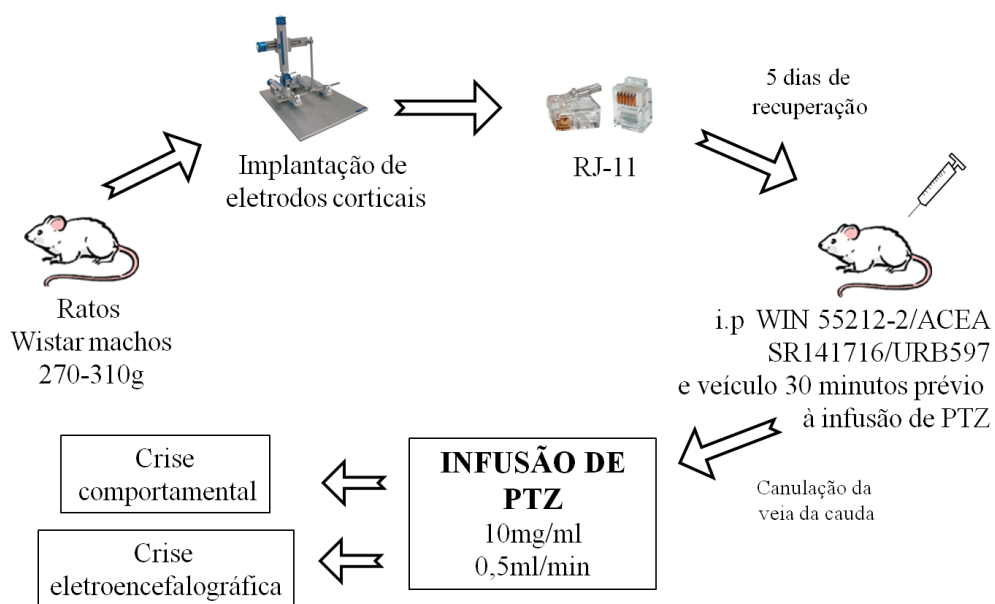 Ratos
Wistar machos
270-310g
Implantação de
eletrodos corticais
RJ-11
5 dias de
recuperação
i.p WIN 55212-2/ACEA
SR141716/URB597
e veículo 30 minutos prévio
à infusão de PTZ
Canulação da
veia da cauda
INFUSÃO DE
PTZ
10mg/ml
0,5ml/min
Crise
comportamental
Crise
eletroencefalográfica